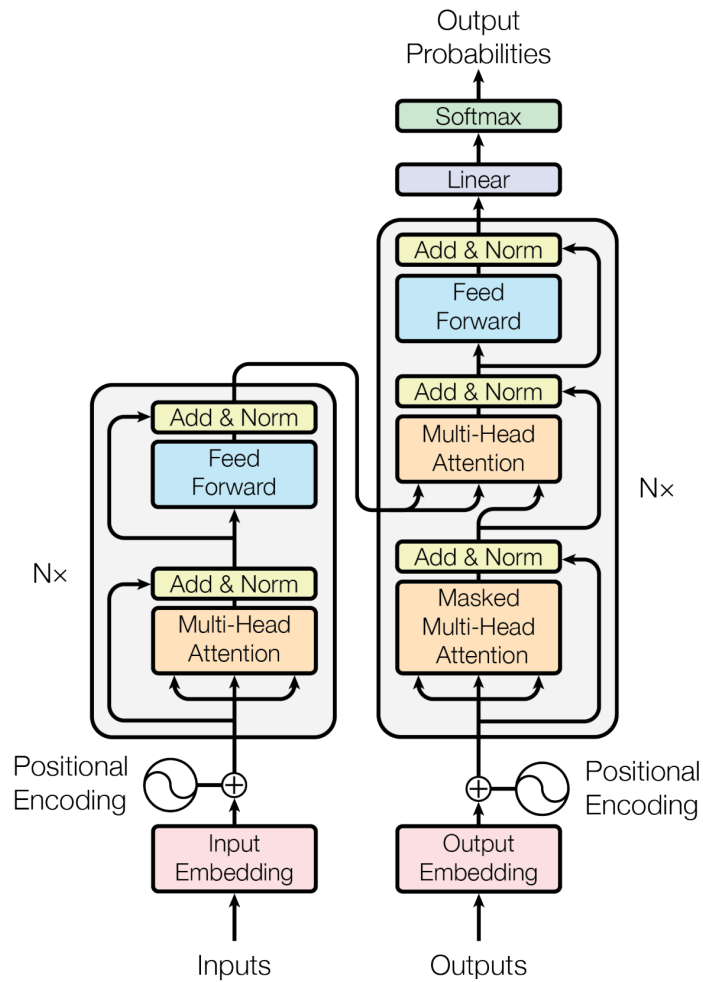 Output
Probabilities
Softmax
Linear
Add & Norm
Feed
Forward
Add & Norm
Multi-Head
Attention
Add & Norm
Masked
Multi-Head
Attention
Nx
Add & Norm
Feed
Forward
Add & Norm
Multi-Head
Attention
Nx
Positional
Encoding
Positional
Encoding
Input
Embedding
Output
Embedding
Inputs
Outputs